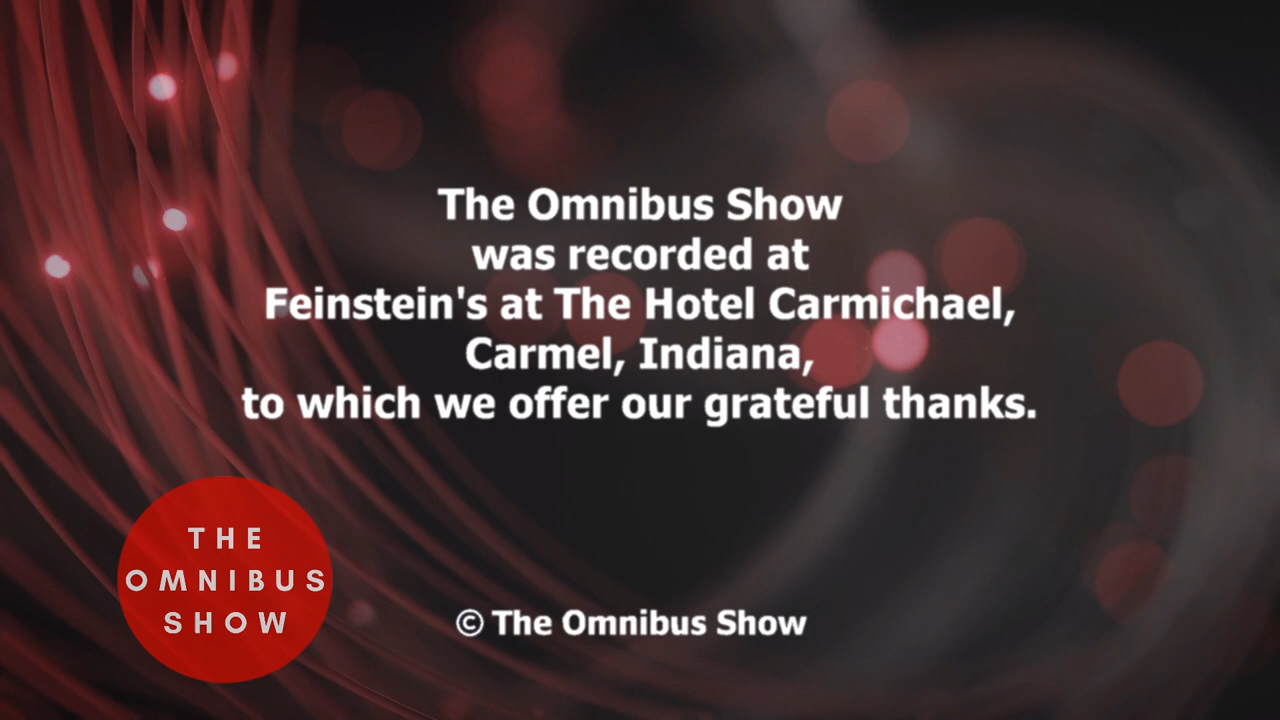 The Omnibus Show
was recorded at
Feinstein's at The Hotel Carmichael,
Carmel, Indiana,
to which we offer our grateful thanks.
THE
OMNIBUS
SHOW
© The Omnibus Show